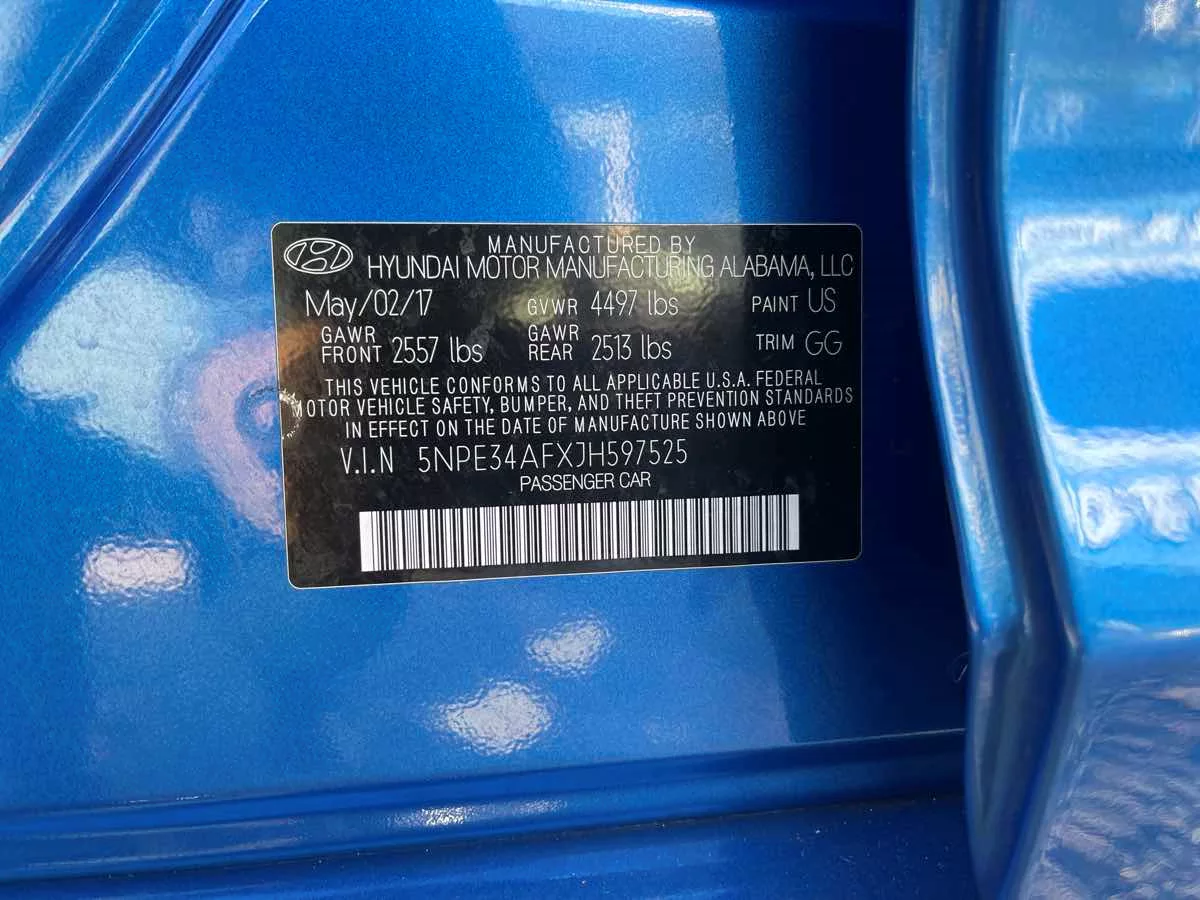 MANUFACTURED BY
HYUNDAI MOTOR MANUFACTURING ALABAMA, LLC
May/02/17 GVWR 4497 lbs PAINT US
GAWR FRONT 2557 lbs GAWR REAR 2513 lbs TRIM GG
THIS VEHICLE CONFORMS TO ALL APPLICABLE U.S.A. FEDERAL
MOTOR VEHICLE SAFETY, BUMPER, AND THEFT PREVENTION STANDARDS
IN EFFECT ON THE DATE OF MANUFACTURE SHOWN ABOVE
V.I.N 5NPE34AFXJH597525
PASSENGER CAR